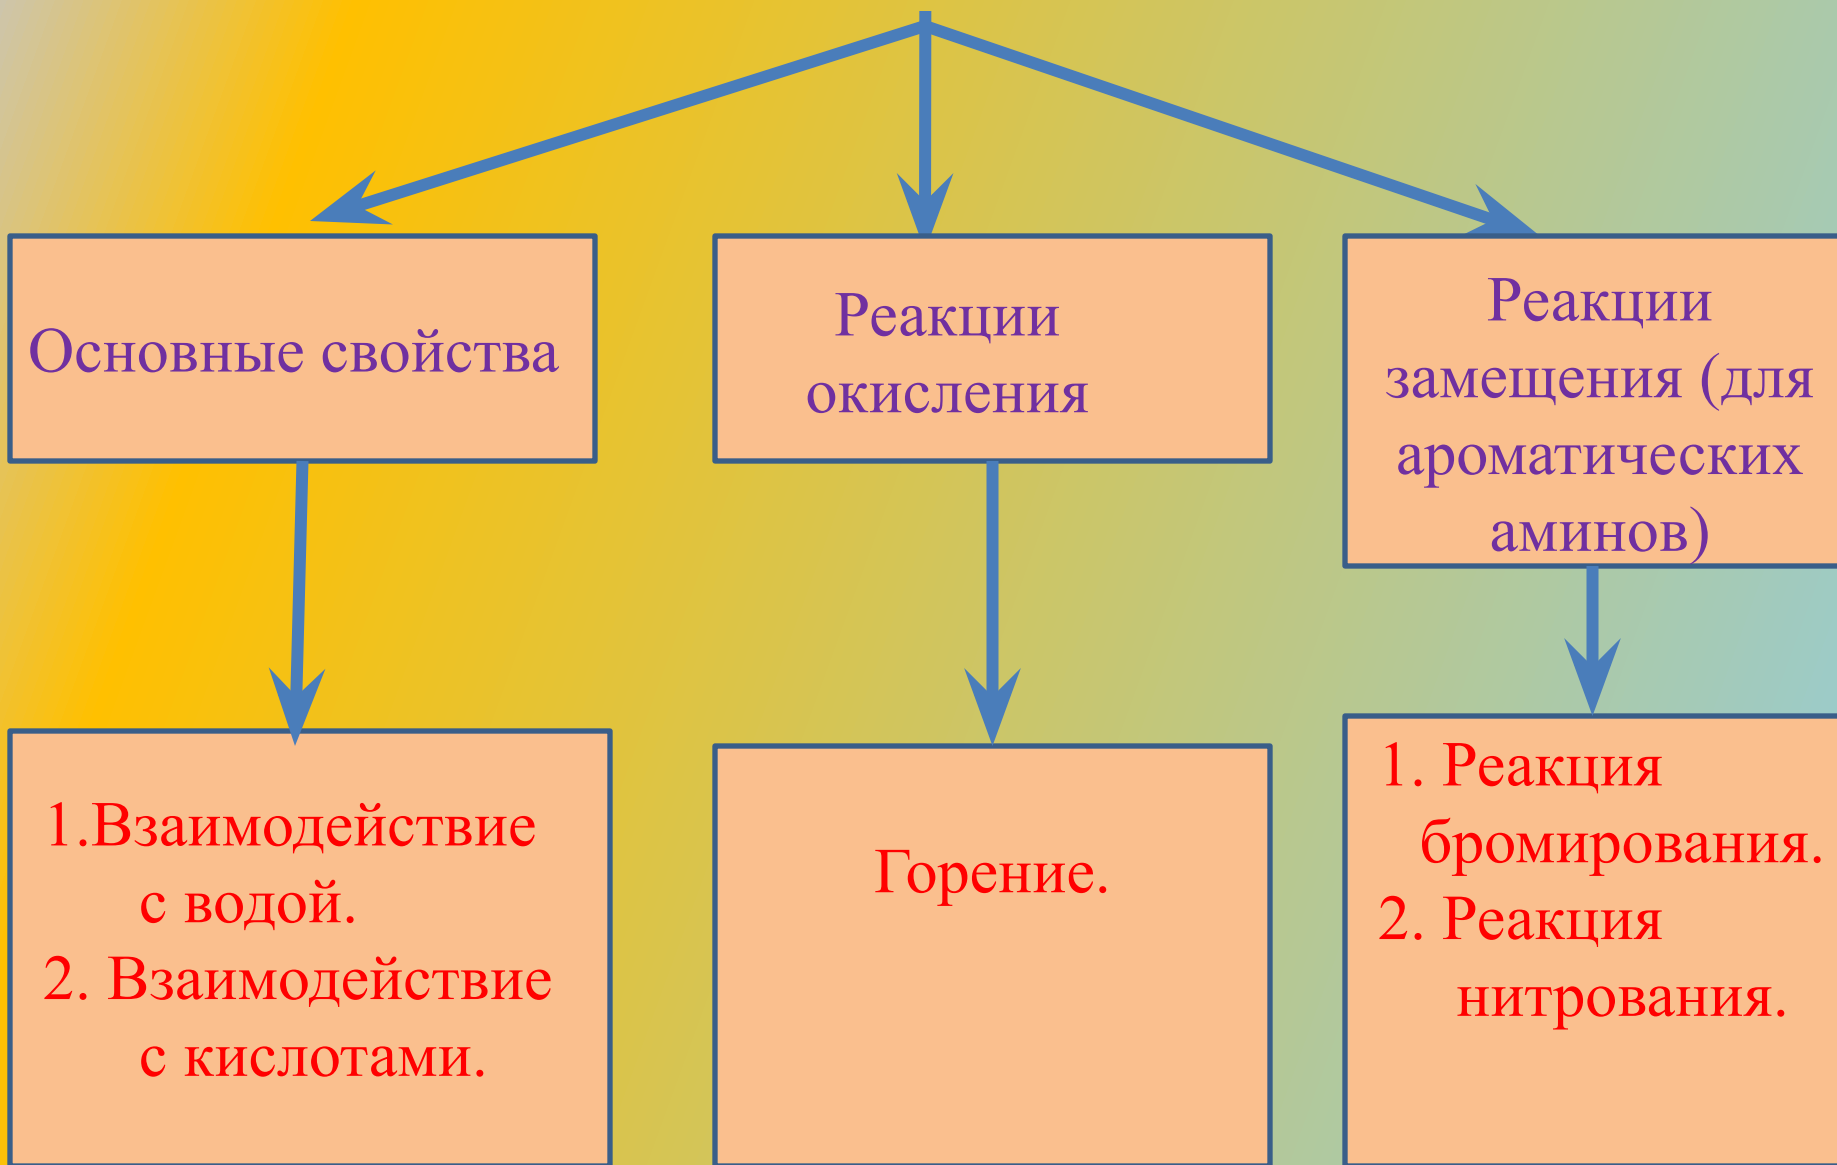 Основные свойства
Реакции
окисления
Реакции
замещения (для
ароматических
аминов)
1.Взаимодействие
с водой.
2. Взаимодействие
с кислотами.
Горение.
1. Реакция
бромирования.
2. Реакция
нитрования.